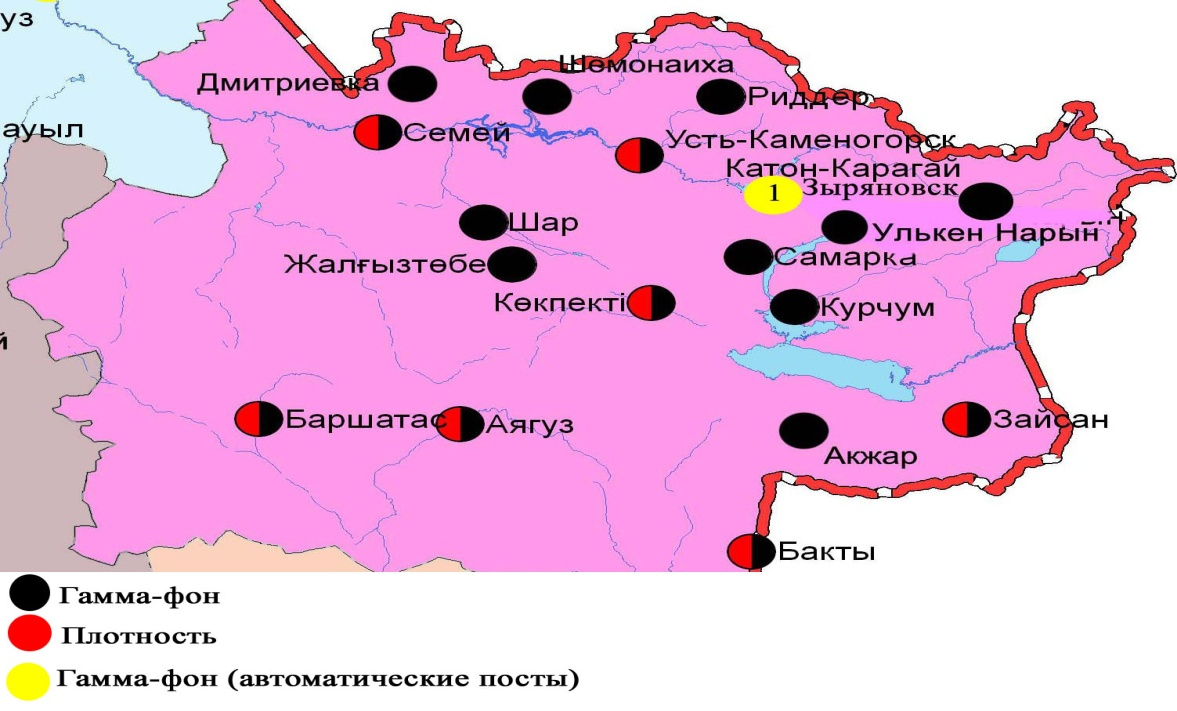 уз
Шемонаиха
Дмитриевка
Риддер
ауыл
Семей
Усть-Каменогорск
Катон-Карагай
1
Зыряновск
Шар
Улькен Нарын
Жалғызтөбе
Самарка
Көкпекті
Курчум
й
Баршатас
Аягуз
Зайсан
Акжар
Бакты
Гамма-фон
Плотность
Гамма-фон (автоматические посты)